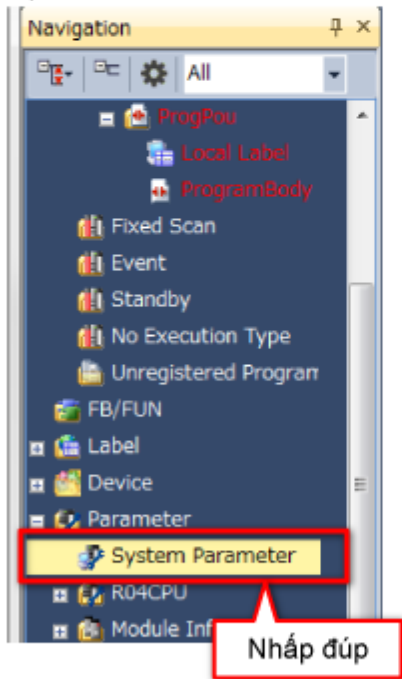 Navigation
All
ProgPou
Local Label
ProgramBody
Fixed Scan
Event
Standby
No Execution Type
Unregistered Program
FB/FUN
Label
Device
Parameter
System Parameter
R04CPU
Module Inf
Nhấp đúp